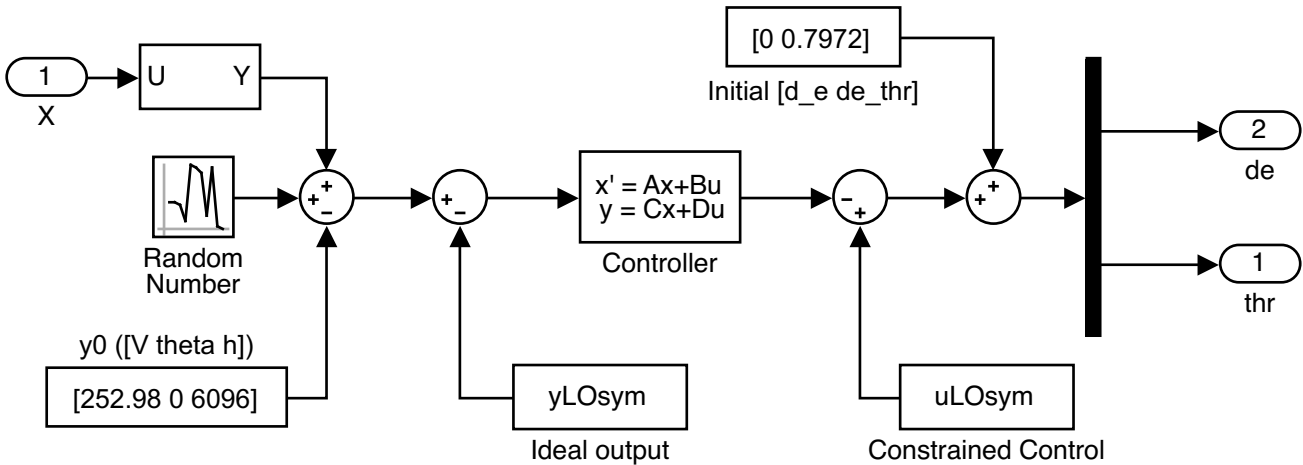 [0 0.7972]
Initial [d_e de_thr]
1
X
U Y
2
de
+ + −
+ −
x' = Ax+Bu
y = Cx+Du
Controller
− +
+ +
Random
Number
1
thr
y0 ([V theta h])
[252.98 0 6096]
yLOsym
Ideal output
uLOsym
Constrained Control